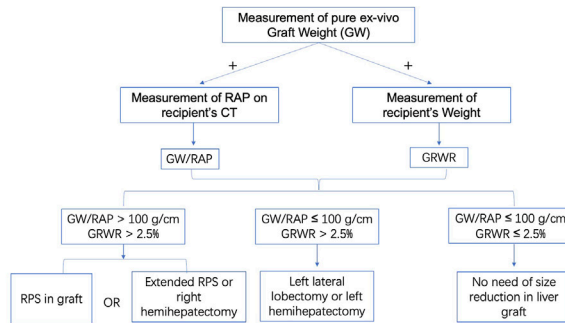 Measurement of pure ex-vivo
Graft Weight (GW)
+
+
Measurement of RAP on
recipient's CT
Measurement of
recipient's Weight
GW/RAP
GRWR
GW/RAP > 100 g/cm
GRWR > 2.5%
GW/RAP ≤ 100 g/cm
GRWR > 2.5%
GW/RAP ≤ 100 g/cm
GRWR ≤ 2.5%
RPS in graft
OR
Extended RPS or
right
hemihepatectomy
Left lateral
lobectomy or left
hemihepatectomy
No need of size
reduction in liver
graft